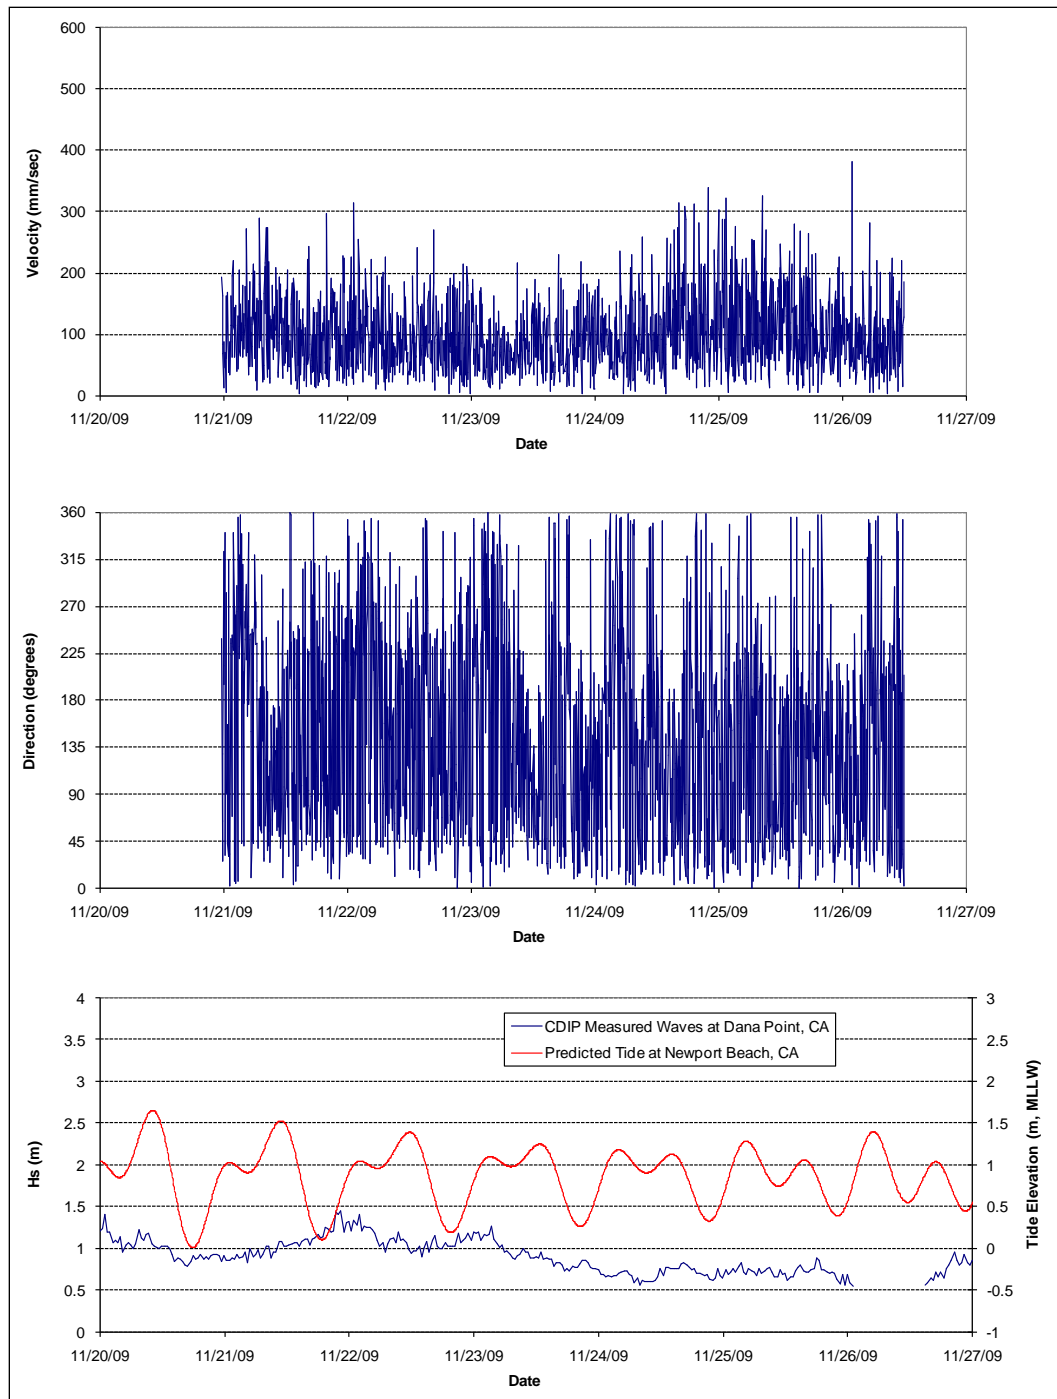 600
500
400
300
200
100
0
Velocity (mm/sec)
11/20/09 11/21/09 11/22/09 11/23/09 11/24/09 11/25/09 11/26/09 11/27/09
Date
360
315
270
225
180
135
90
45
0
Direction (degrees)
11/20/09 11/21/09 11/22/09 11/23/09 11/24/09 11/25/09 11/26/09 11/27/09
Date
4
3.5
3
2.5
2
1.5
1
0.5
0
Hs (m)
CDIP Measured Waves at Dana Point, CA
Predicted Tide at Newport Beach, CA
3
2.5
2
1.5
1
0.5
0
-0.5
-1
Tide Elevation (m, MLLW)
11/20/09 11/21/09 11/22/09 11/23/09 11/24/09 11/25/09 11/26/09 11/27/09
Date